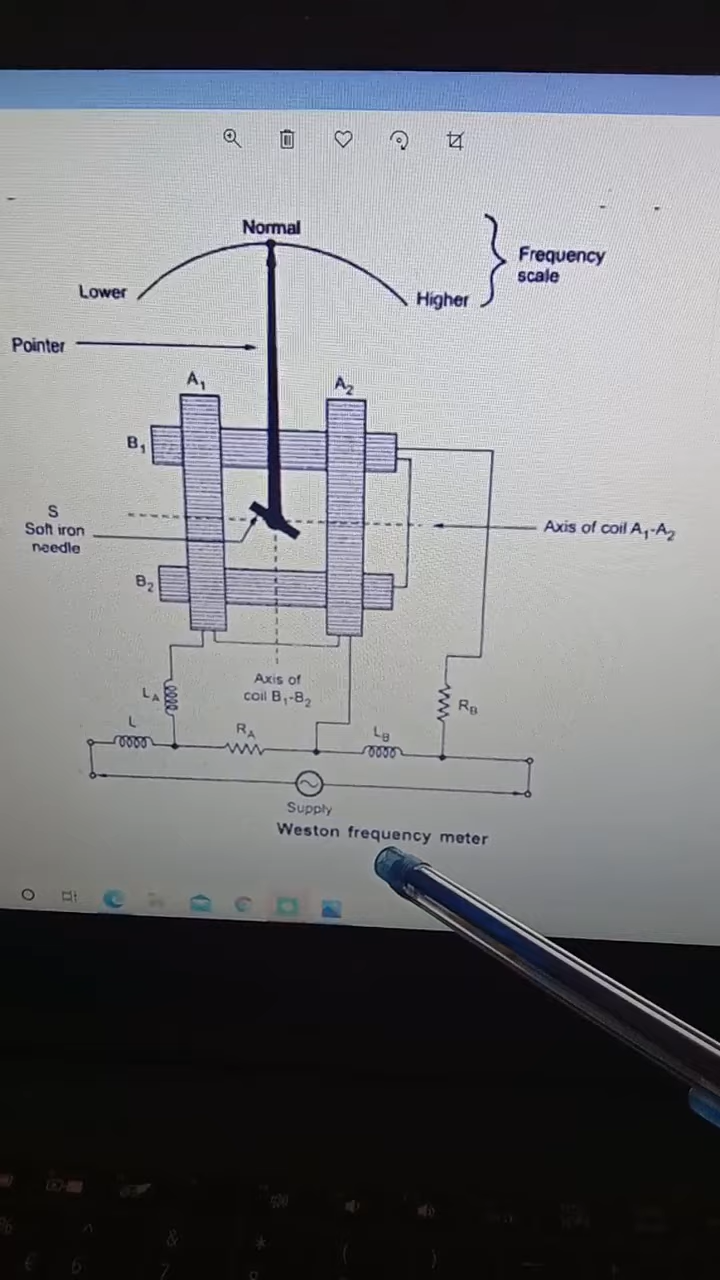 Normal
Frequency
scale
Lower
Higher
Pointer
A1
A2
B1
S
Soft iron
needle
Axis of coil A1-A2
B2
Axis of
coil B1-B2
LA
RB
L
RA
LB
Supply
Weston frequency meter